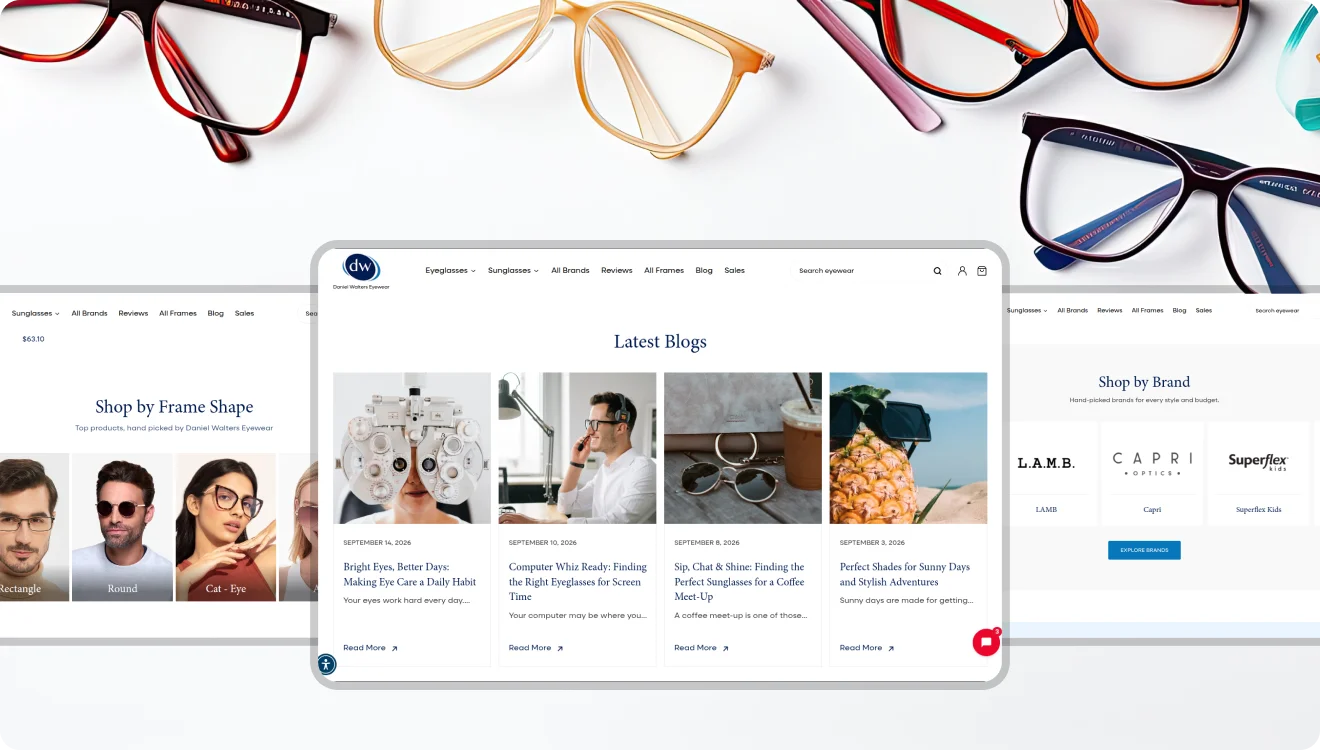 dw
Daniel Walters Eyewear
Eyeglasses
Sunglasses
All Brands
Reviews
All Frames
Blog
Sales
Search eyewear
Latest Blogs
SEPTEMBER 14, 2026
Bright Eyes, Better Days:
Making Eye Care a Daily Habit
Your eyes work hard every day....
Read More
SEPTEMBER 10, 2026
Computer Whiz Ready: Finding
the Right Eyeglasses for Screen
Time
Your computer may be where you...
Read More
SEPTEMBER 8, 2026
Sip, Chat & Shine: Finding the
Perfect Sunglasses for a Coffee
Meet-Up
A coffee meet-up is one of those...
Read More
SEPTEMBER 3, 2026
Perfect Shades for Sunny Days
and Stylish Adventures
Sunny days are made for getting...
Read More
3
Sunglasses
All Brands
Reviews
All Frames
Blog
Sales
Sea
$63.10
Shop by Frame Shape
Top products, hand picked by Daniel Walters Eyewear
Rectangle
Round
Cat - Eye
A
Sunglasses
All Brands
Reviews
All Frames
Blog
Sales
Search eyewear
Shop by Brand
Hand-picked brands for every style and budget.
L.A.M.B.
LAMB
CAPRI
• OPTICS •
Capri
Superflex
kids
Superflex Kids
EXPLORE BRANDS